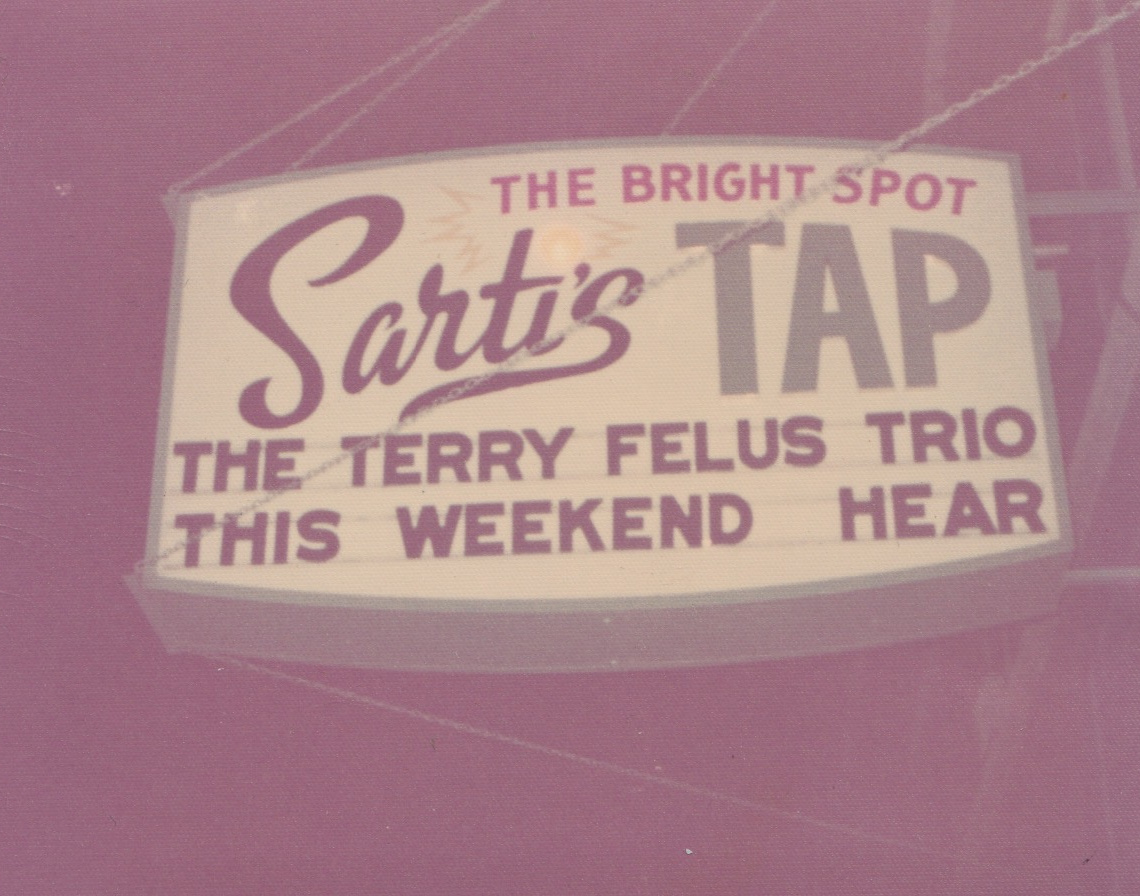 THE BRIGHT SPOT
Sarti's TAP
THE TERRY FELUS TRIO
THIS WEEKEND HEAR